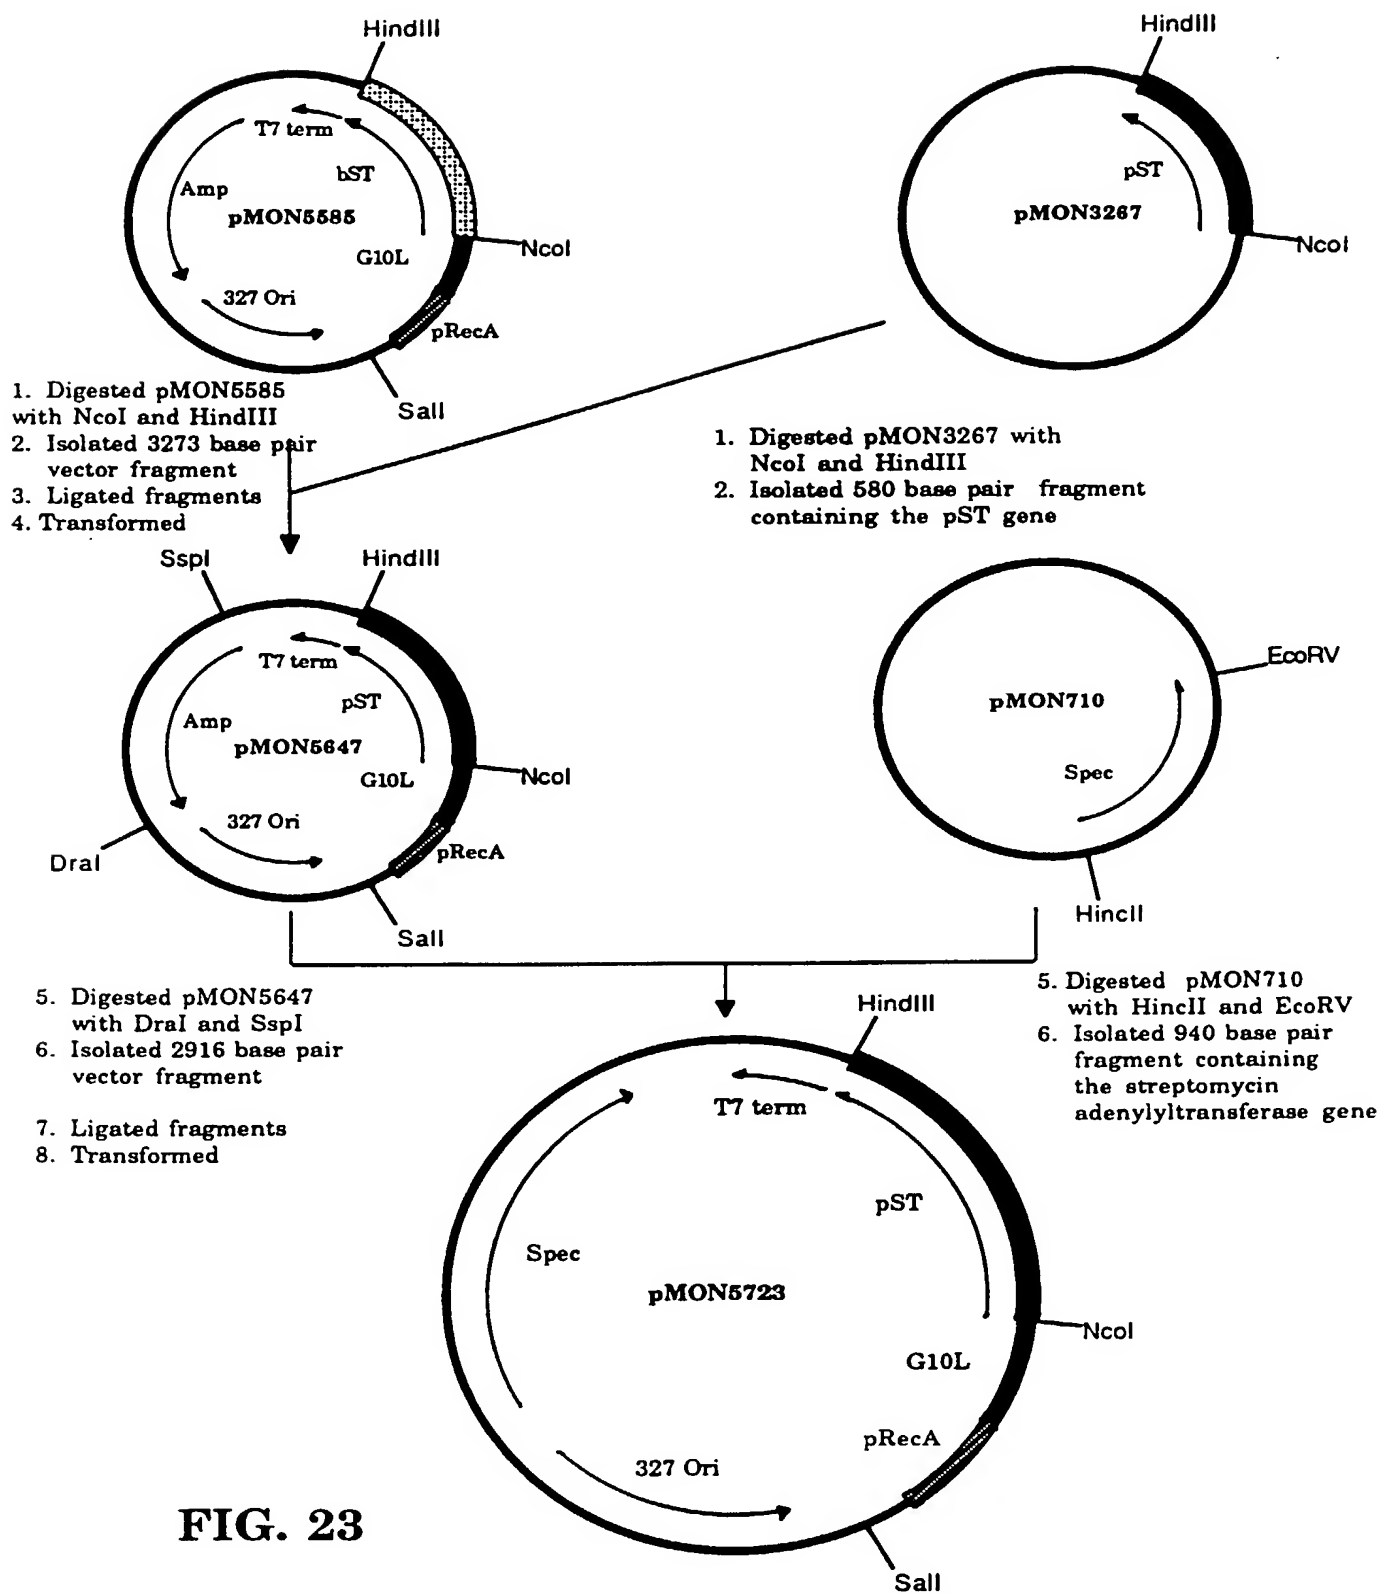 HindIII
T7 term
bST
Amp
pMON5585
G10L
NcoI
327 Ori
pRecA
SalI
HindIII
pST
pMON3267
NcoI
1. Digested pMON5585
with NcoI and HindIII
2. Isolated 3273 base pair
vector fragment
3. Ligated fragments
4. Transformed
1. Digested pMON3267 with
NcoI and HindIII
2. Isolated 580 base pair fragment
containing the pST gene
SspI
HindIII
T7 term
pST
Amp
pMON5647
G10L
NcoI
327 Ori
pRecA
DraI
SalI
EcoRV
pMON710
Spec
HincII
5. Digested pMON5647
with DraI and SspI
6. Isolated 2916 base pair
vector fragment
7. Ligated fragments
8. Transformed
5. Digested pMON710
with HincII and EcoRV
6. Isolated 940 base pair
fragment containing
the streptomycin
adenylyltransferase gene
HindIII
T7 term
pST
Spec
pMON5723
NcoI
G10L
pRecA
327 Ori
SalI
FIG. 23